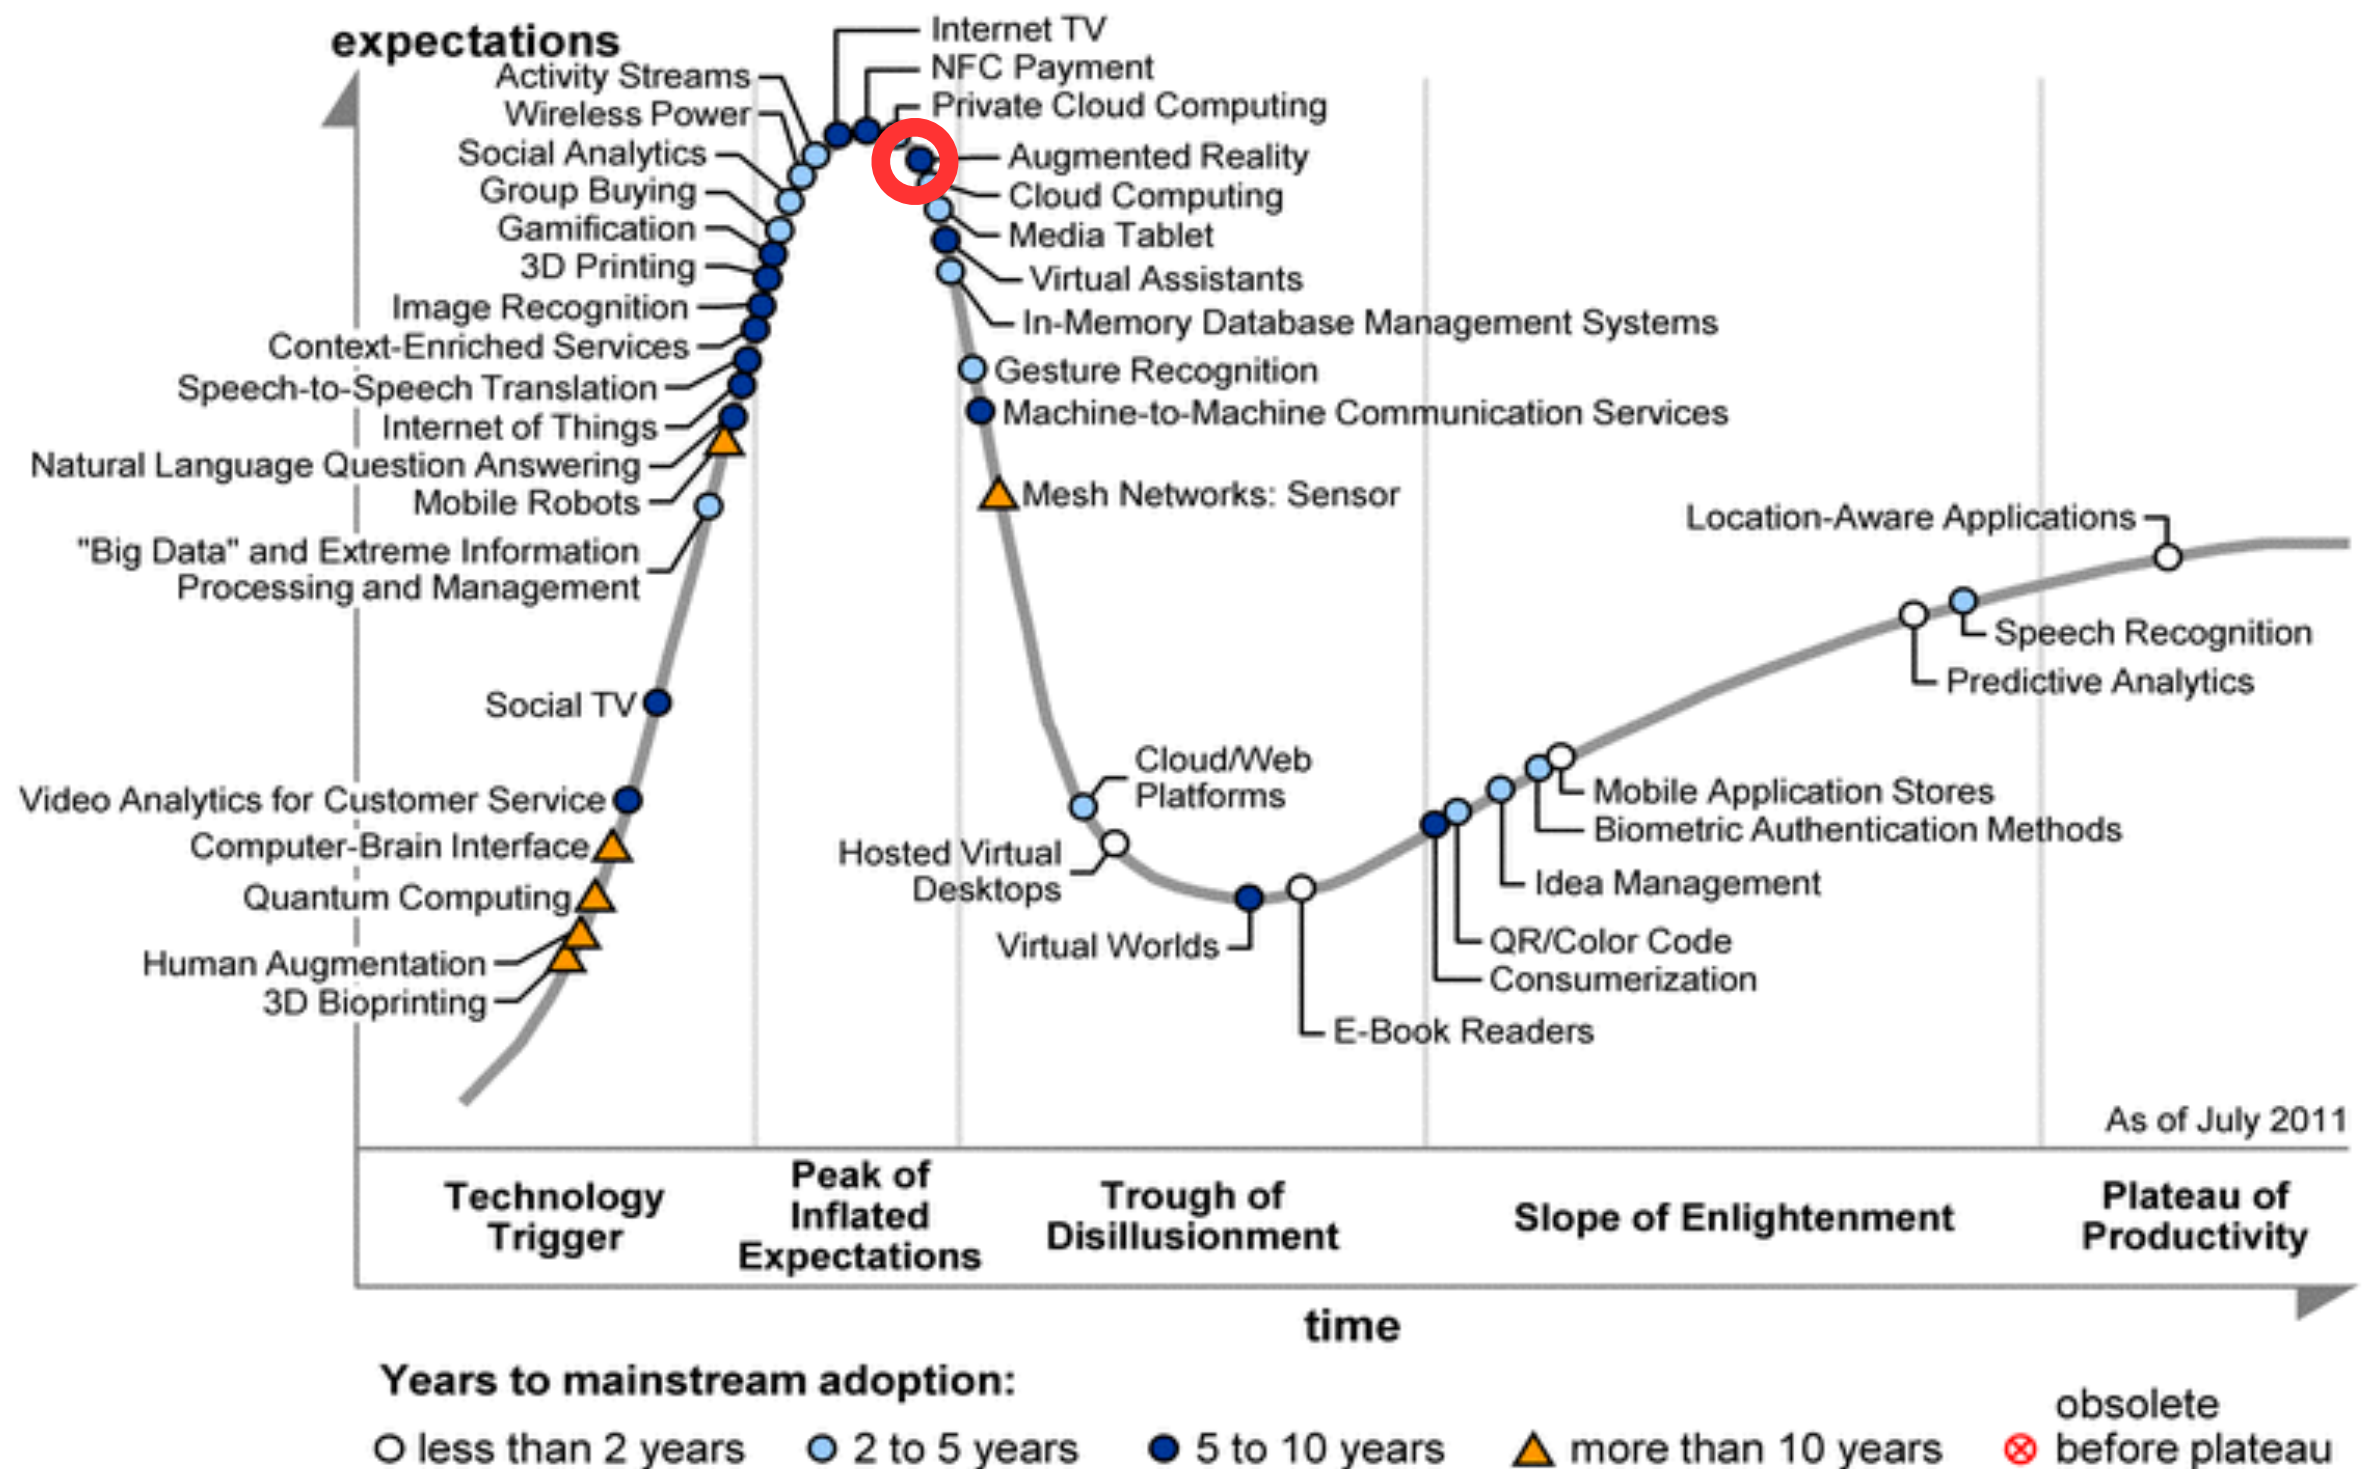 expectations
Activity Streams
Wireless Power
Social Analytics
Group Buying
Gamification
3D Printing
Image Recognition
Context-Enriched Services
Speech-to-Speech Translation
Internet of Things
Natural Language Question Answering
Mobile Robots
"Big Data" and Extreme Information
Processing and Management
Social TV
Video Analytics for Customer Service
Computer-Brain Interface
Quantum Computing
Human Augmentation
3D Bioprinting
Internet TV
NFC Payment
Private Cloud Computing
Augmented Reality
Cloud Computing
Media Tablet
Virtual Assistants
In-Memory Database Management Systems
Gesture Recognition
Machine-to-Machine Communication Services
Mesh Networks: Sensor
Cloud/Web
Platforms
Hosted Virtual
Desktops
Virtual Worlds
E-Book Readers
Consumerization
QR/Color Code
Idea Management
Biometric Authentication Methods
Mobile Application Stores
Location-Aware Applications
Speech Recognition
Predictive Analytics
As of July 2011
Technology
Trigger
Peak of
Inflated
Expectations
Trough of
Disillusionment
Slope of Enlightenment
Plateau of
Productivity
time
Years to mainstream adoption:
less than 2 years
2 to 5 years
5 to 10 years
more than 10 years
obsolete
before plateau